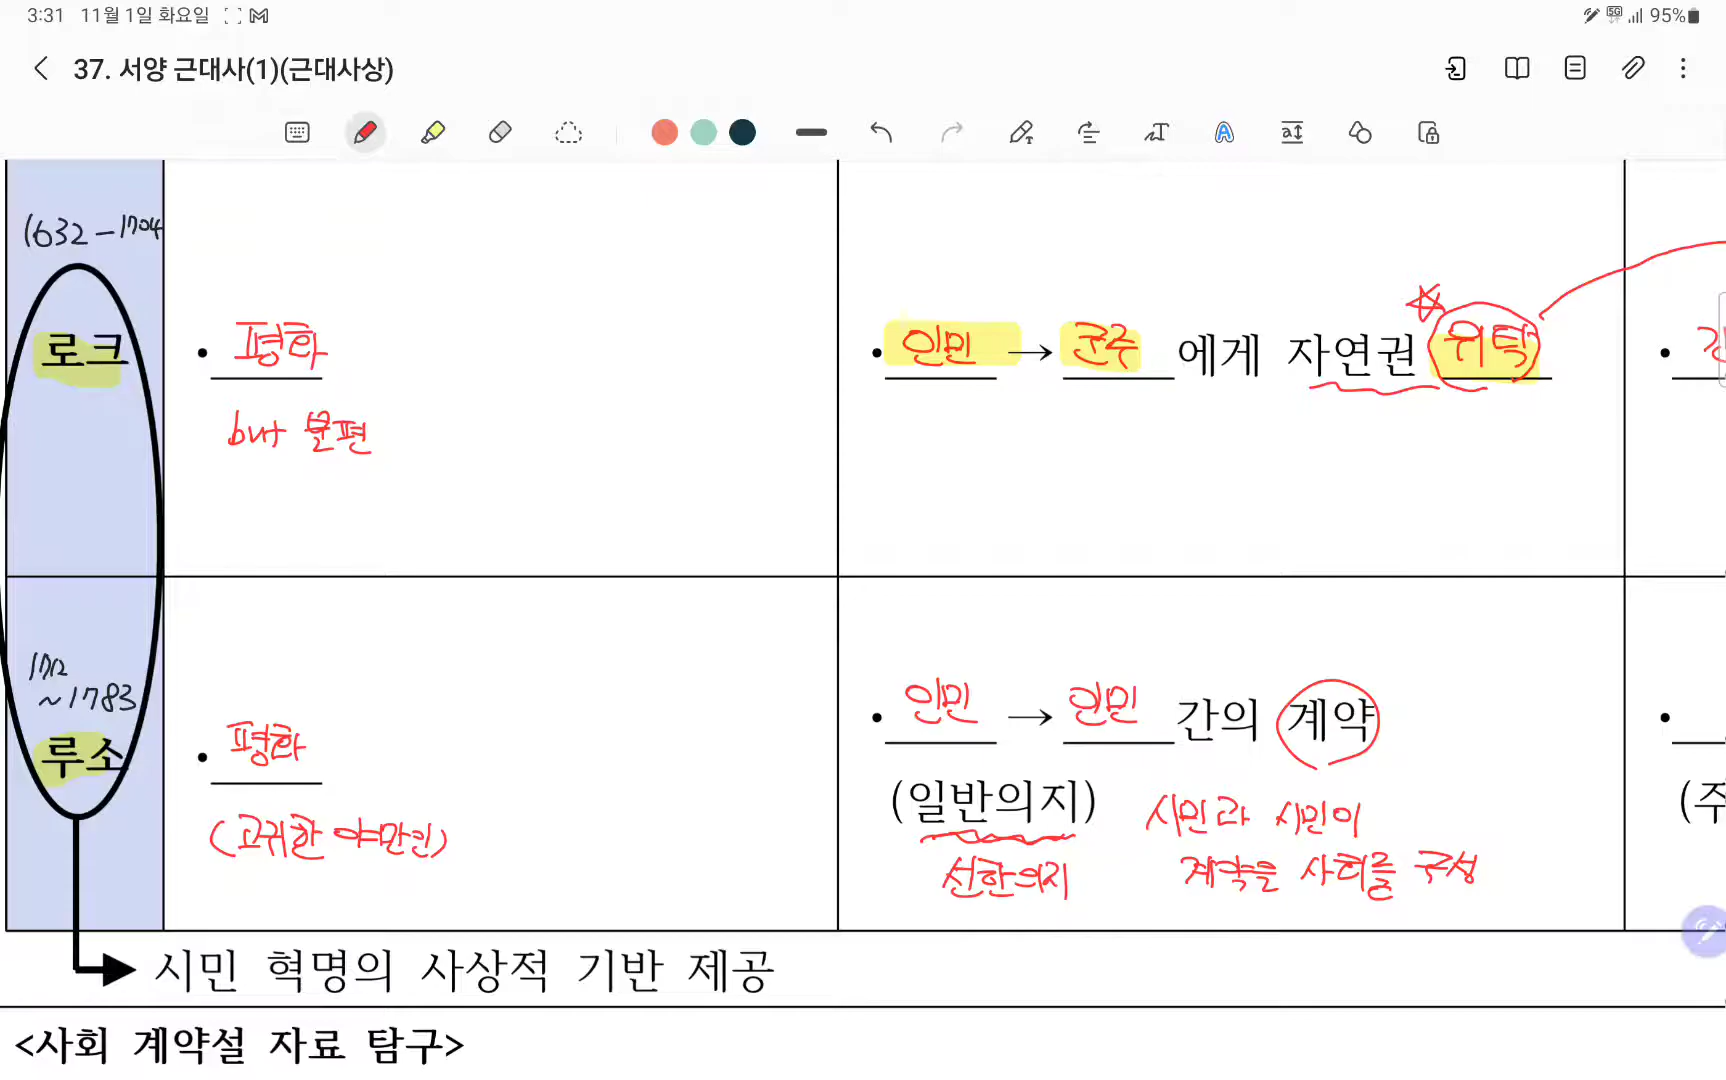 3:31 11월 1일 화요일
5G 95%
37. 서양 근대사(1)(근대사상)
1632 - 1704
로크
• 평화
but 불편
• 인민 → 군주 에게 자연권 위탁
1712
~1783
루소
• 평화
(고귀한 야만인)
• 인민 → 인민 간의 계약
(일반의지)
선한의지
시민과 시민이
계약을 사회를 구성
(주
시민 혁명의 사상적 기반 제공
<사회 계약설 자료 탐구>